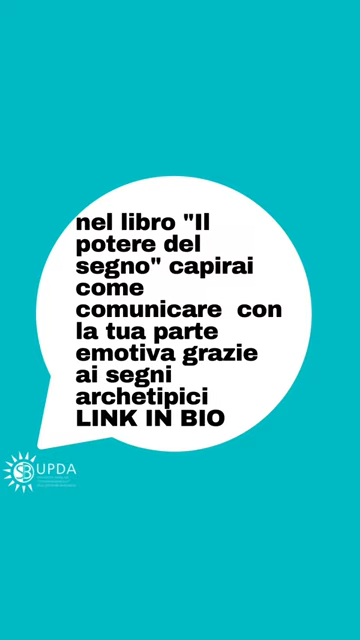 nel libro "Il
potere del
segno" capirai
come
comunicare con
la tua parte
emotiva grazie
ai segni
archetipici
LINK IN BIO
SB UPDA